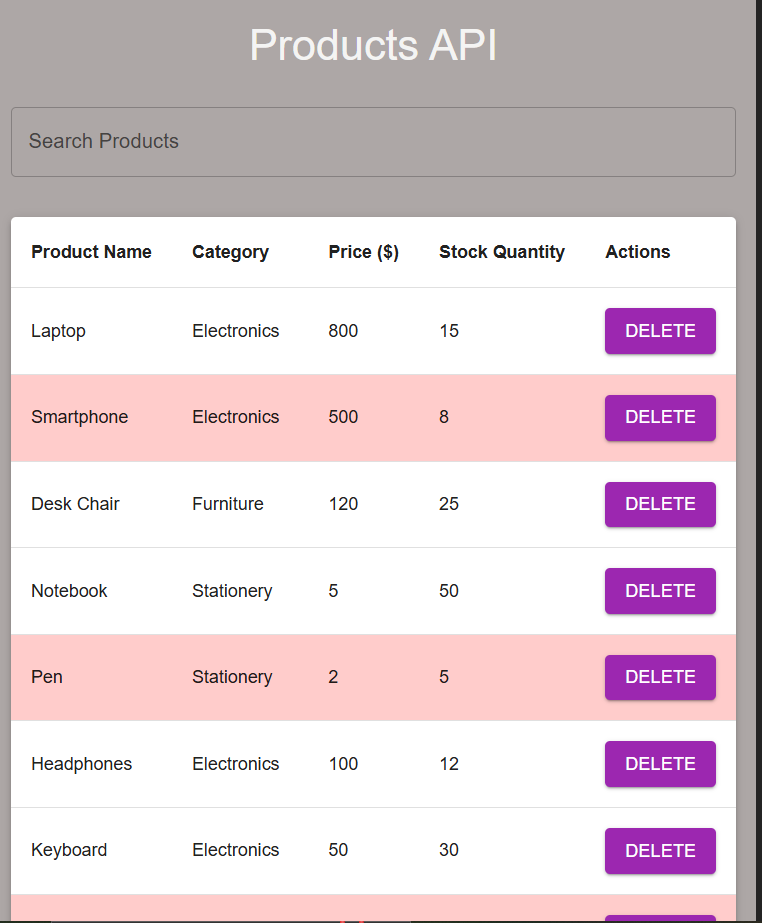 Products API
Search Products
Product Name Category Price ($) Stock Quantity Actions
Laptop Electronics 800 15 DELETE
Smartphone Electronics 500 8 DELETE
Desk Chair Furniture 120 25 DELETE
Notebook Stationery 5 50 DELETE
Pen Stationery 2 5 DELETE
Headphones Electronics 100 12 DELETE
Keyboard Electronics 50 30 DELETE